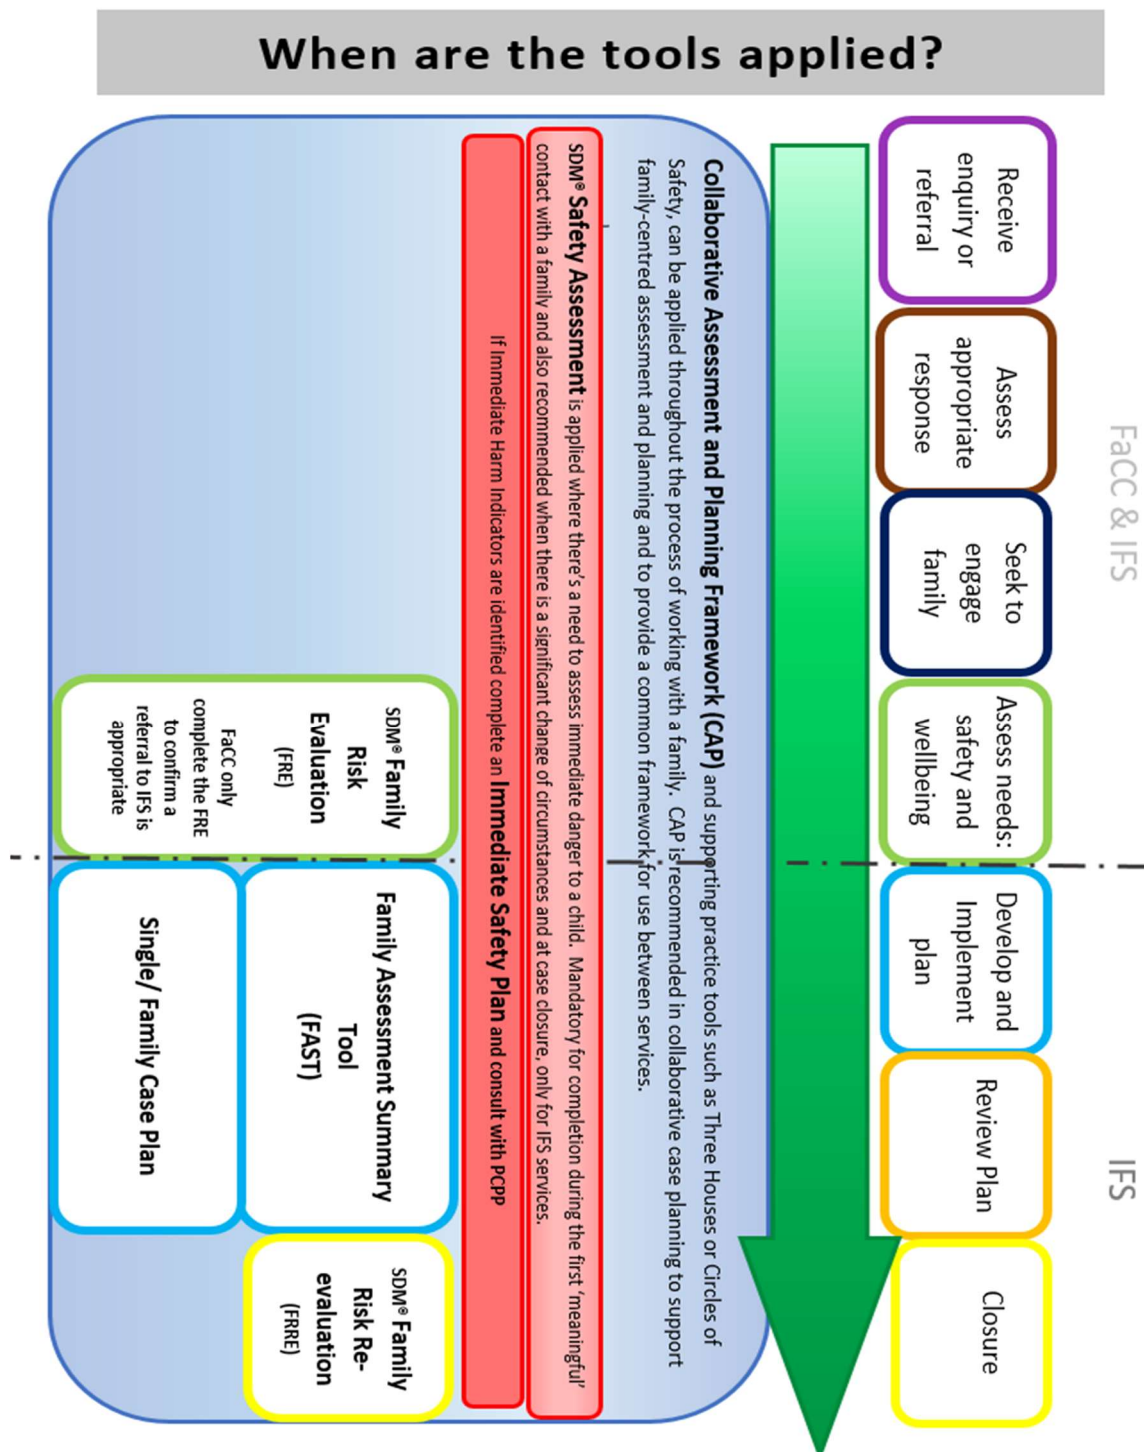 When are the tools applied?
FaCC & IFS
IFS
Receive
enquiry or
referral
Assess
appropriate
response
Seek to
engage
family
Assess needs:
safety and
wellbeing
Develop and
Implement
plan
Review Plan
Closure
Collaborative Assessment and Planning Framework (CAP) and supporting practice tools such as Three Houses or Circles of
Safety, can be applied throughout the process of working with a family. CAP is recommended in collaborative case planning to support
family-centred assessment and planning and to provide a common framework for use between services.
SDM® Safety Assessment is applied where there's a need to assess immediate danger to a child. Mandatory for completion during the first 'meaningful'
contact with a family and also recommended when there is a significant change of circumstances and at case closure, only for IFS services.
If Immediate Harm Indicators are identified complete an Immediate Safety Plan and consult with PCPP
SDM® Family
Risk
Evaluation
(FRE)
FaCC only
complete the FRE
to confirm a
referral to IFS is
appropriate
Family Assessment Summary
Tool
(FAST)
Single/ Family Case Plan
SDM® Family
Risk Re-
evaluation
(FRRE)